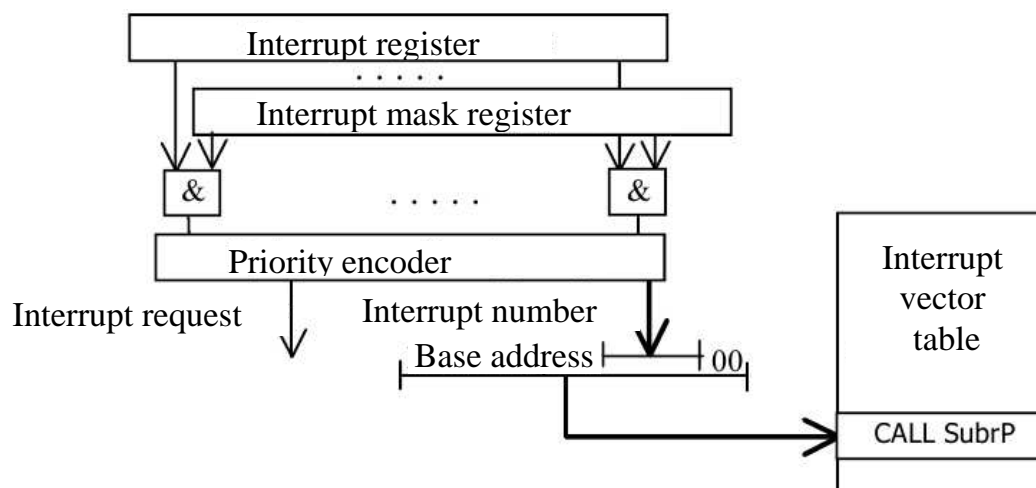 Interrupt register
. . . . .
Interrupt mask register
& &
. . . . .
Priority encoder
Interrupt request
Interrupt number
Base address 00
Interrupt
vector
table
CALL SubrP